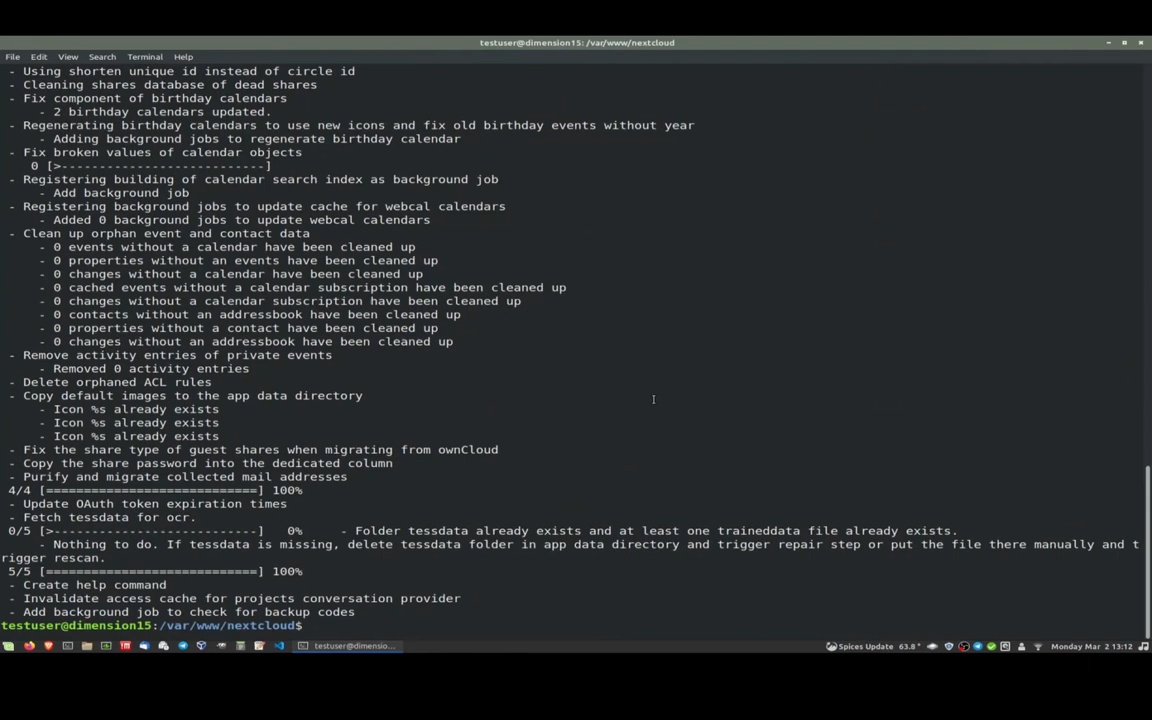 testuser@dimension15: /var/www/nextcloud
File Edit View Search Terminal Help
- Using shorten unique id instead of circle id
- Cleaning shares database of dead shares
- Fix component of birthday calendars
- 2 birthday calendars updated.
- Regenerating birthday calendars to use new icons and fix old birthday events without year
- Adding background jobs to regenerate birthday calendar
- Fix broken values of calendar objects
0 [>---------------------------]
- Registering building of calendar search index as background job
- Add background job
- Registering background jobs to update cache for webcal calendars
- Added 0 background jobs to update webcal calendars
- Clean up orphan event and contact data
- 0 events without a calendar have been cleaned up
- 0 properties without an events have been cleaned up
- 0 changes without a calendar have been cleaned up
- 0 cached events without a calendar subscription have been cleaned up
- 0 changes without a calendar subscription have been cleaned up
- 0 contacts without an addressbook have been cleaned up
- 0 properties without a contact have been cleaned up
- 0 changes without an addressbook have been cleaned up
- Remove activity entries of private events
- Removed 0 activity entries
- Delete orphaned ACL rules
- Copy default images to the app data directory
- Icon %s already exists
- Icon %s already exists
- Icon %s already exists
- Fix the share type of guest shares when migrating from ownCloud
- Copy the share password into the dedicated column
- Purify and migrate collected mail addresses
4/4 [============================] 100%
- Update OAuth token expiration times
- Fetch tessdata for ocr.
0/5 [>---------------------------]   0%     - Folder tessdata already exists and at least one traineddata file already exists.
- Nothing to do. If tessdata is missing, delete tessdata folder in app data directory and trigger repair step or put the file there manually and t
rigger rescan.
5/5 [============================] 100%
- Create help command
- Invalidate access cache for projects conversation provider
- Add background job to check for backup codes
testuser@dimension15:/var/www/nextcloud$
testuser@dimensio... Spices Update 63.8° Monday Mar 2 13:12